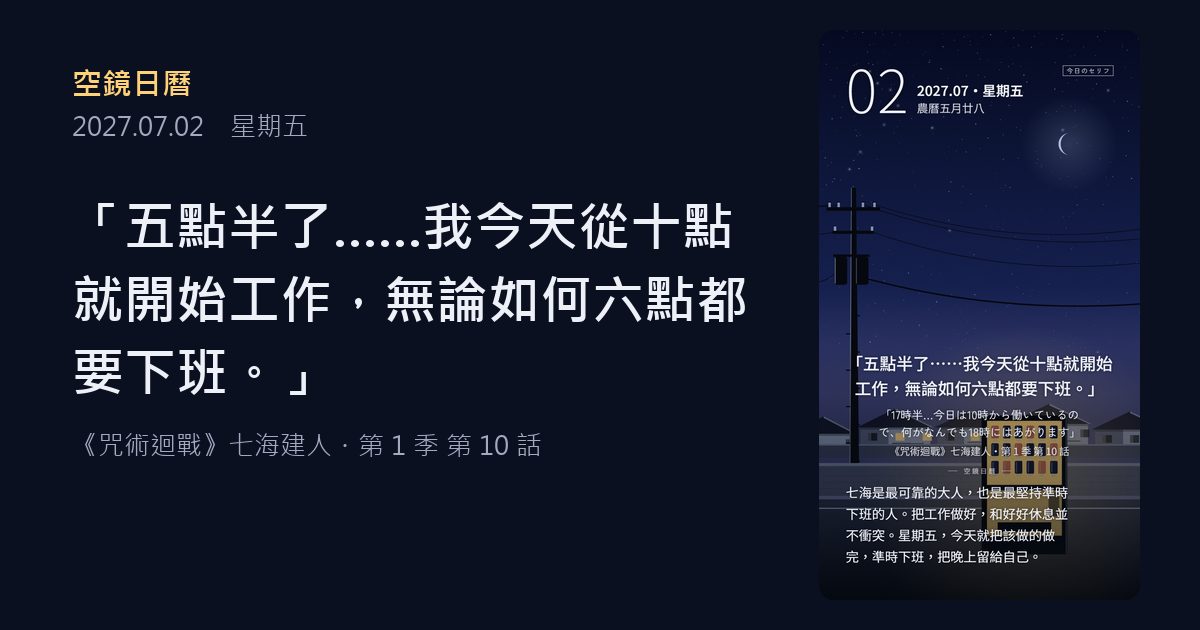 空鏡日曆
2027.07.02　星期五
「五點半了……我今天從十點
就開始工作，無論如何六點都
要下班。」
《咒術迴戰》七海建人・第 1 季 第 10 話
02
2027.07・星期五
農曆五月廿八
今日のセリフ
「五點半了……我今天從十點就開始
工作，無論如何六點都要下班。」
「17時半…今日は10時から働いているの
で、何がなんでも18時にはあがります」
《咒術迴戰》七海建人・第 1 季 第 10 話
— 空鏡日曆 —
七海是最可靠的大人，也是最堅持準時
下班的人。把工作做好，和好好休息並
不衝突。星期五，今天就把該做的做
完，準時下班，把晚上留給自己。